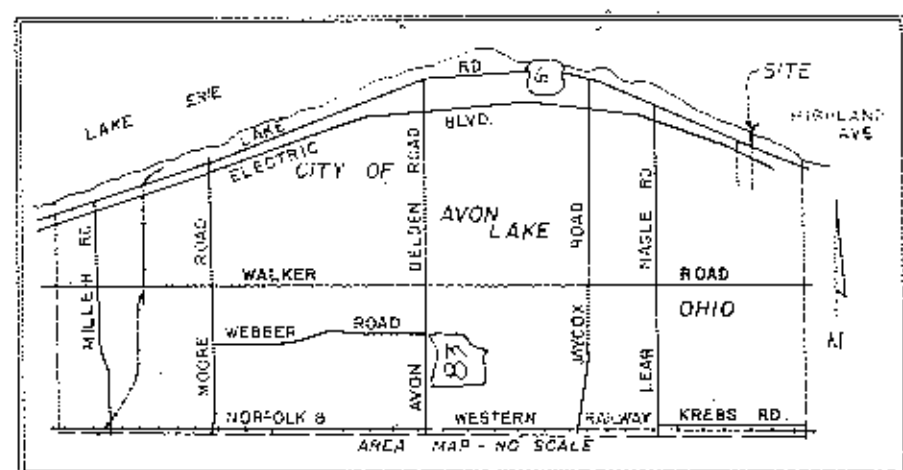 LAKE ERIE
LAKE RD
6
SITE
HIGHLAND
AVE
ELECTRIC BLVD.
CITY OF
AVON
LAKE
OHIO
MILLER RD
MOORE ROAD
AVON BELDEN ROAD
ROAD
LEAR NAGLE RD
WALKER ROAD
WEBBER ROAD
83
NORFOLK & WESTERN RAILWAY
KREBS RD.
N
AREA MAP - NO SCALE